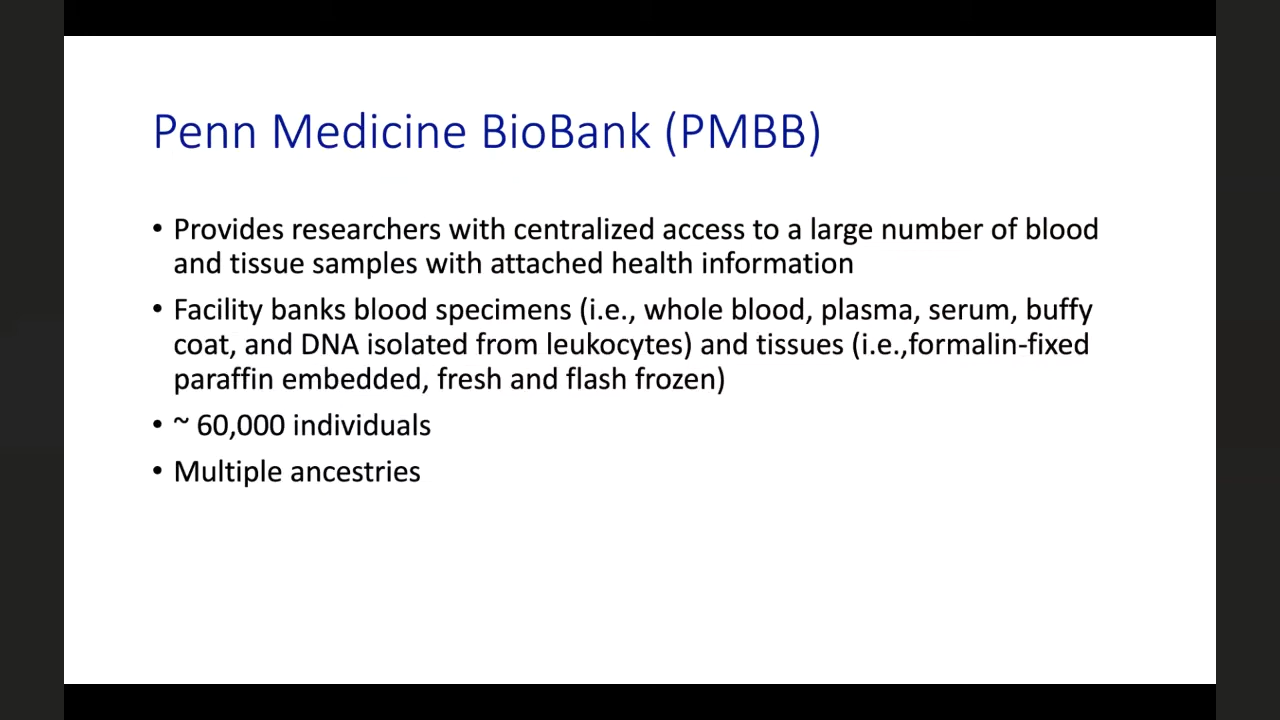 Penn Medicine BioBank (PMBB)
• Provides researchers with centralized access to a large number of blood
and tissue samples with attached health information
• Facility banks blood specimens (i.e., whole blood, plasma, serum, buffy
coat, and DNA isolated from leukocytes) and tissues (i.e.,formalin-fixed
paraffin embedded, fresh and flash frozen)
• ~ 60,000 individuals
• Multiple ancestries